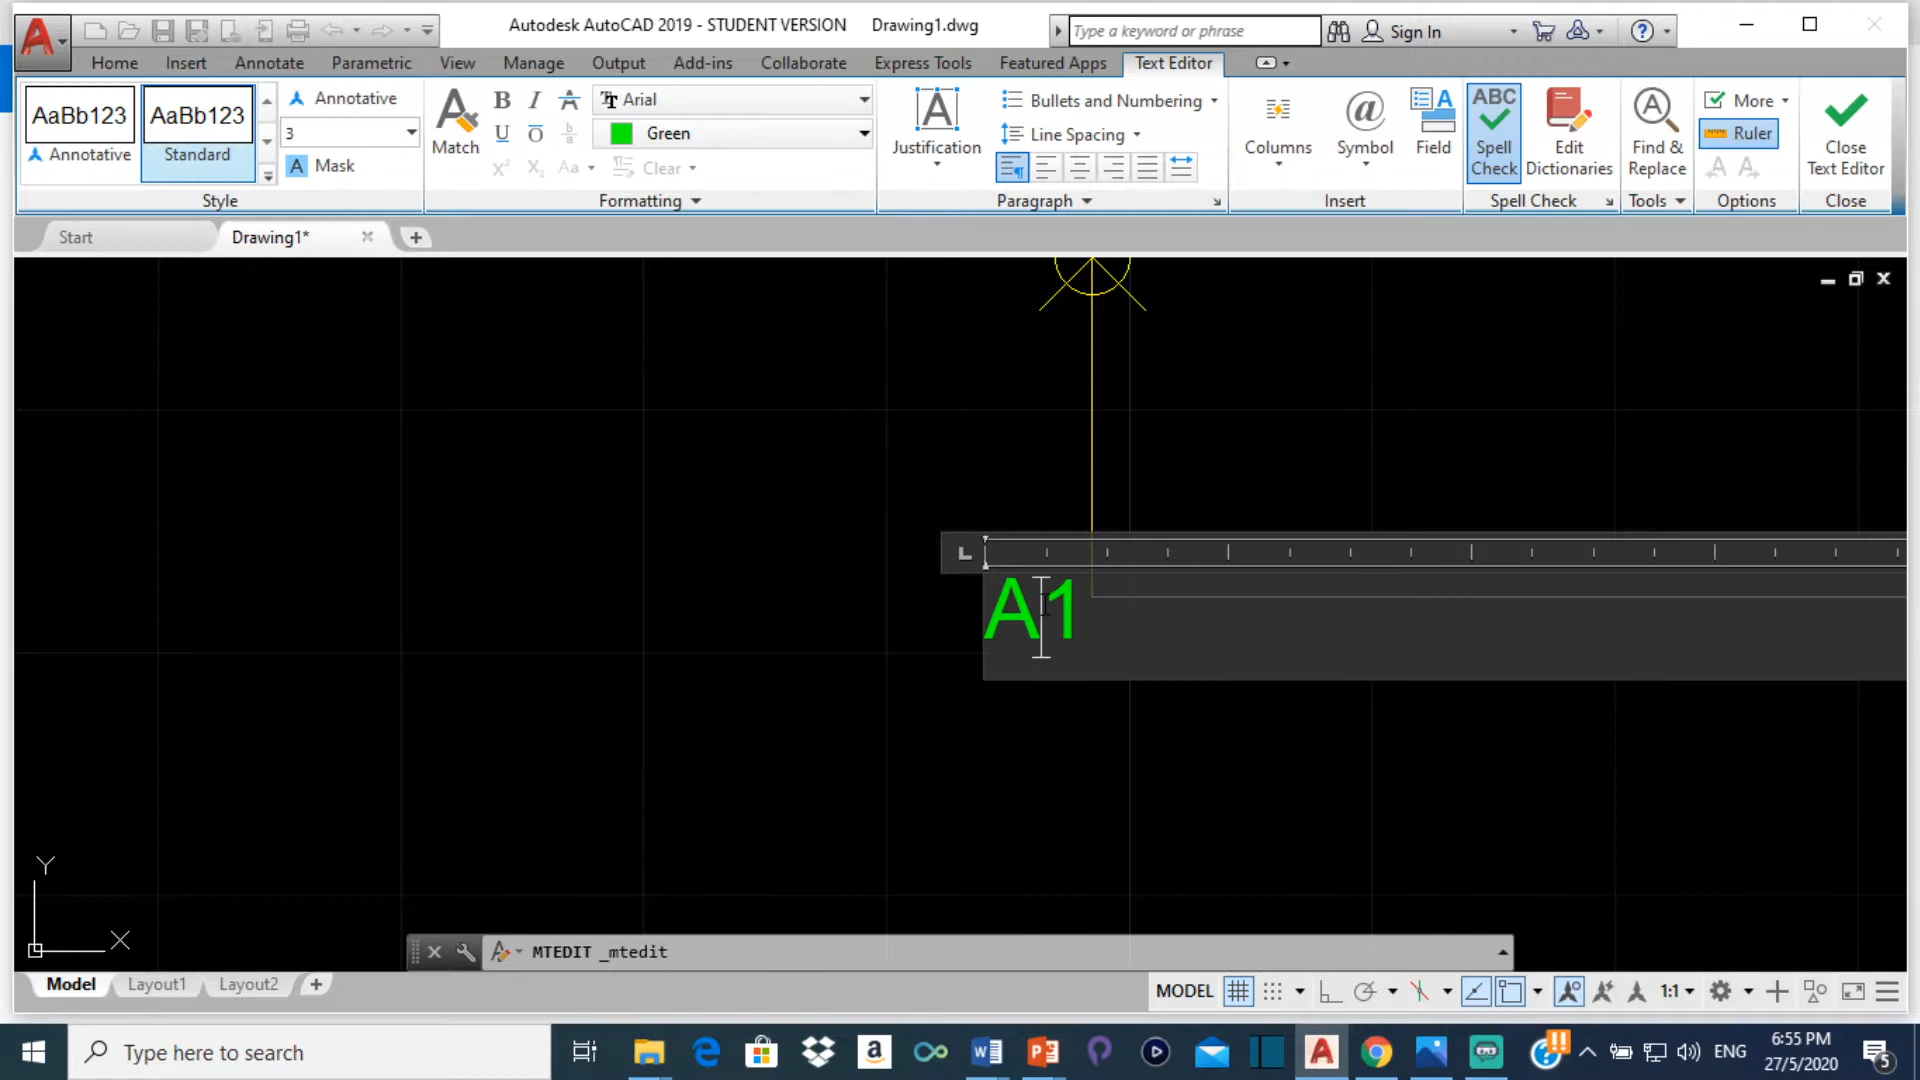 Autodesk AutoCAD 2019 - STUDENT VERSION Drawing1.dwg
Type a keyword or phrase
Sign In
Home Insert Annotate Parametric View Manage Output Add-ins Collaborate Express Tools Featured Apps Text Editor
AaBb123
Annotative
AaBb123
Standard
Annotative
3
Mask
Style
Match
Arial
Green
Clear
Formatting
Justification
Bullets and Numbering
Line Spacing
Paragraph
Columns
Symbol
Field
Insert
ABC
Spell
Check
Edit
Dictionaries
Spell Check
Find &
Replace
Tools
More
Ruler
Options
Close
Text Editor
Close
Start
Drawing1*
A1
Y
X
MTEDIT _mtedit
Model Layout1 Layout2
MODEL
1:1
Type here to search
ENG
6:55 PM
27/5/2020
5